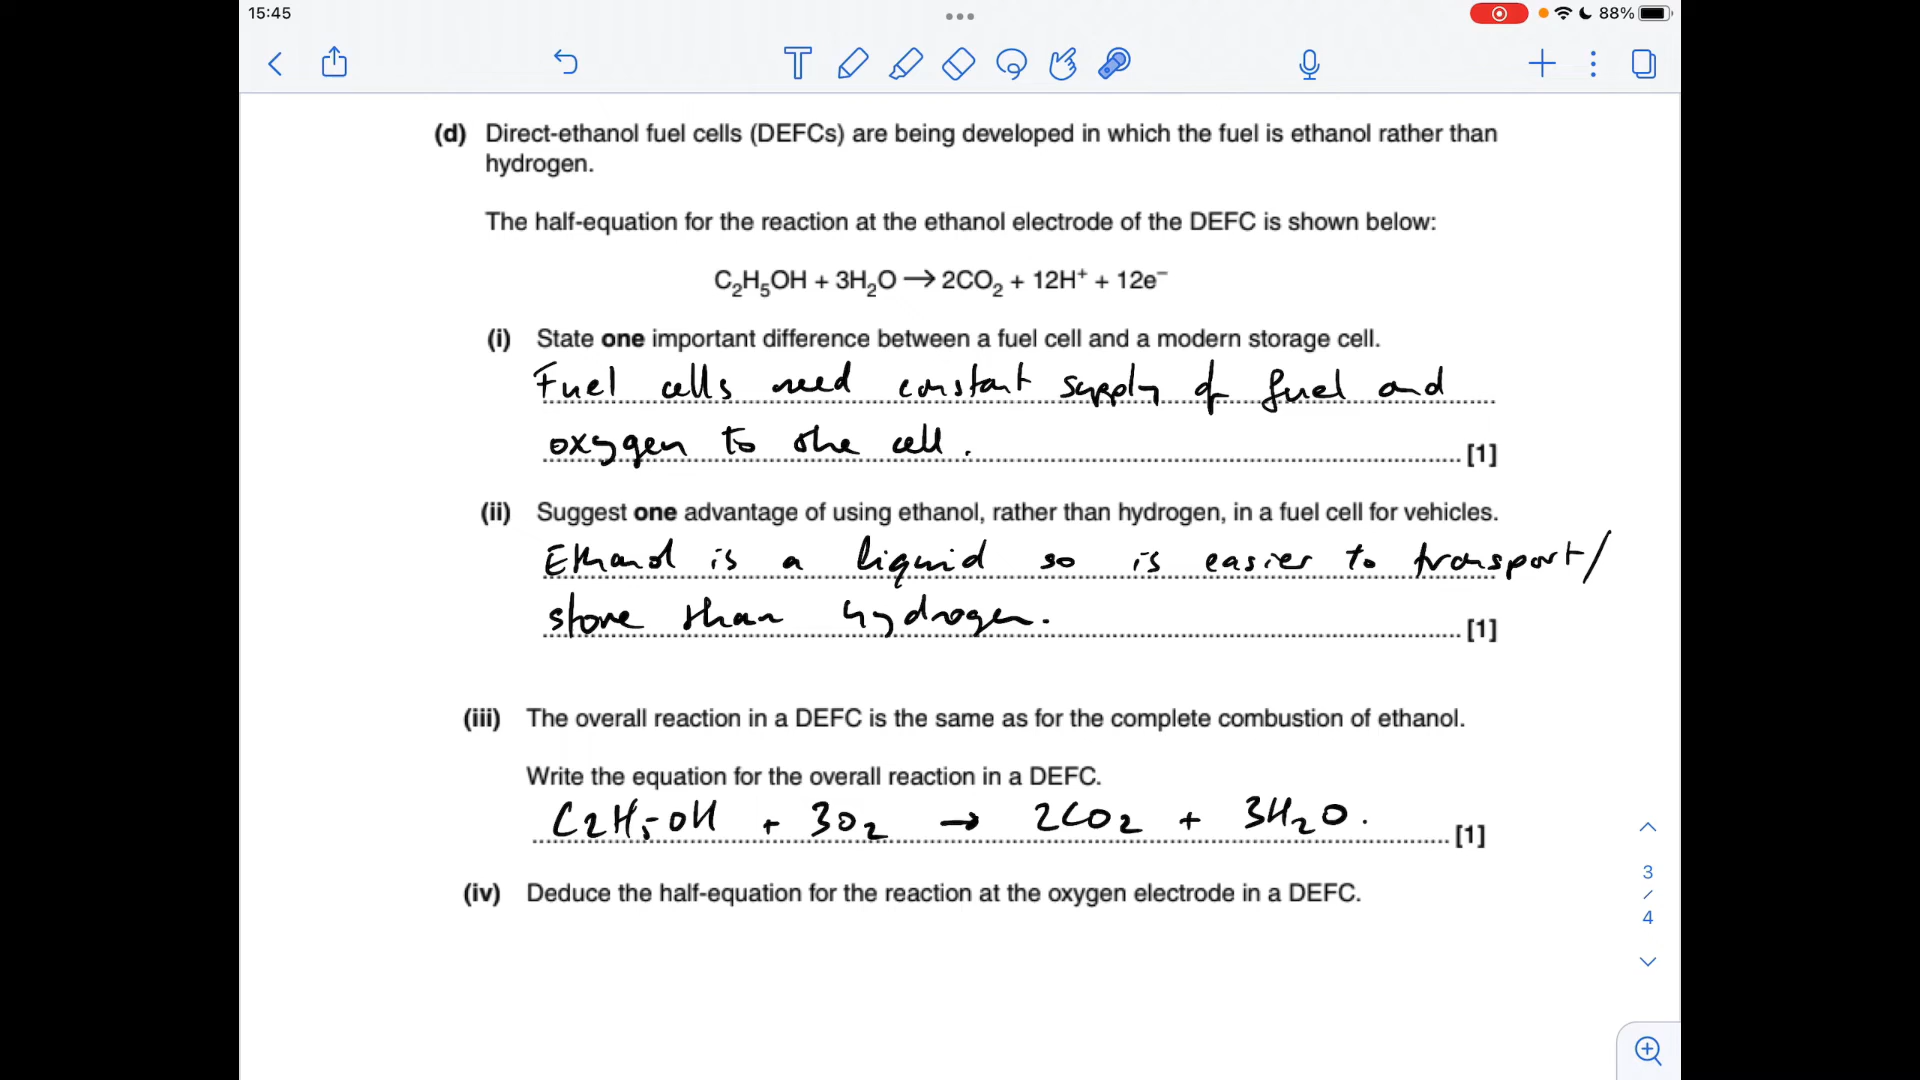 15:45
88%
(d) Direct-ethanol fuel cells (DEFCs) are being developed in which the fuel is ethanol rather than
hydrogen.
The half-equation for the reaction at the ethanol electrode of the DEFC is shown below:
C₂H₅OH + 3H₂O → 2CO₂ + 12H⁺ + 12e⁻
(i) State one important difference between a fuel cell and a modern storage cell.
Fuel cells need constant supply of fuel and
oxygen to the cell. [1]
(ii) Suggest one advantage of using ethanol, rather than hydrogen, in a fuel cell for vehicles.
Ethanol is a liquid so is easier to transport/
store than hydrogen. [1]
(iii) The overall reaction in a DEFC is the same as for the complete combustion of ethanol.
Write the equation for the overall reaction in a DEFC.
C₂H₅OH + 3O₂ → 2CO₂ + 3H₂O. [1]
(iv) Deduce the half-equation for the reaction at the oxygen electrode in a DEFC.
3
/
4